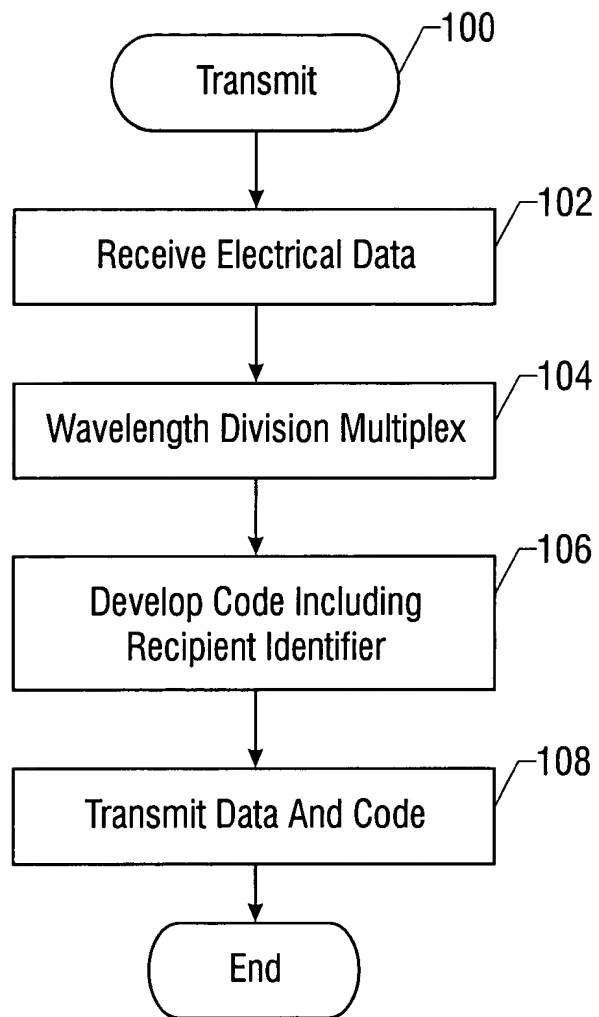 100
Transmit
102
Receive Electrical Data
104
Wavelength Division Multiplex
106
Develop Code Including
Recipient Identifier
108
Transmit Data And Code
End